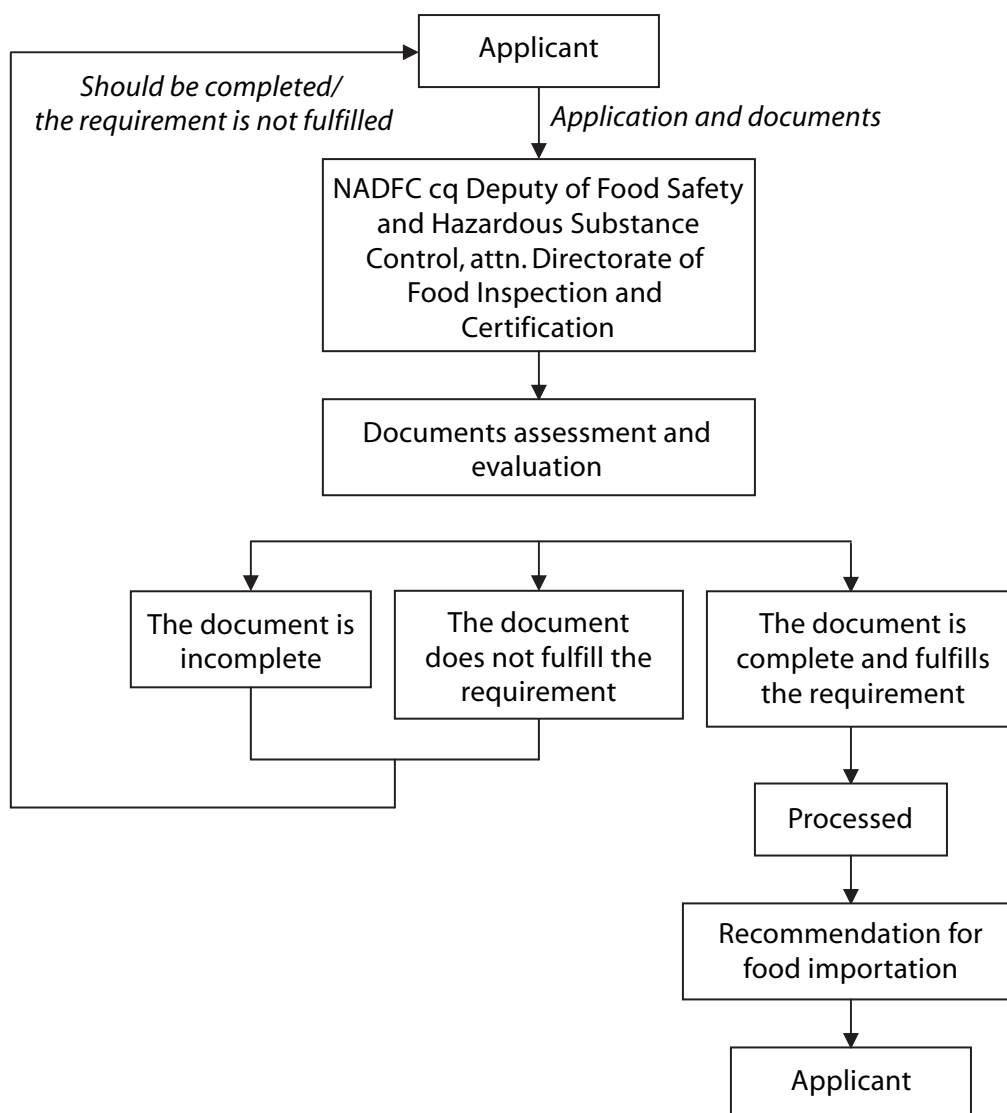 Applicant
Should be completed/
the requirement is not fulfilled
Application and documents
NADFC cq Deputy of Food Safety
and Hazardous Substance
Control, attn. Directorate of
Food Inspection and
Certification
Documents assessment and
evaluation
The document is
incomplete
The document
does not fulfill the
requirement
The document is
complete and fulfills
the requirement
Processed
Recommendation for
food importation
Applicant